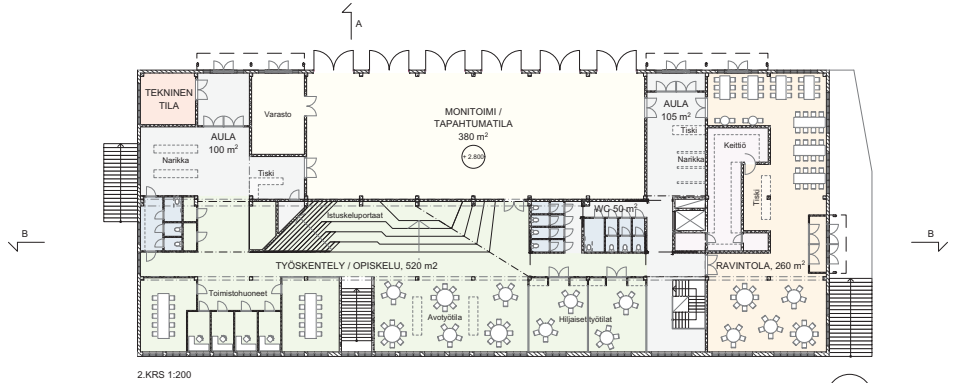 A
TEKNINEN
TILA
AULA
100 m²
Varasto
MONITOIMI /
TAPAHTUMATILA
380 m²
+ 2.800
AULA
105 m²
Tiski
Keittiö
Narikka
Narikka
Tiski
Tiski
Istuskeluportaat
WC 50 m²
B
B
TYÖSKENTELY / OPISKELU, 520 m2
RAVINTOLA, 260 m²
Toimistohuoneet
Avotyötila
Hiljaiset työtilat
2.KRS 1:200